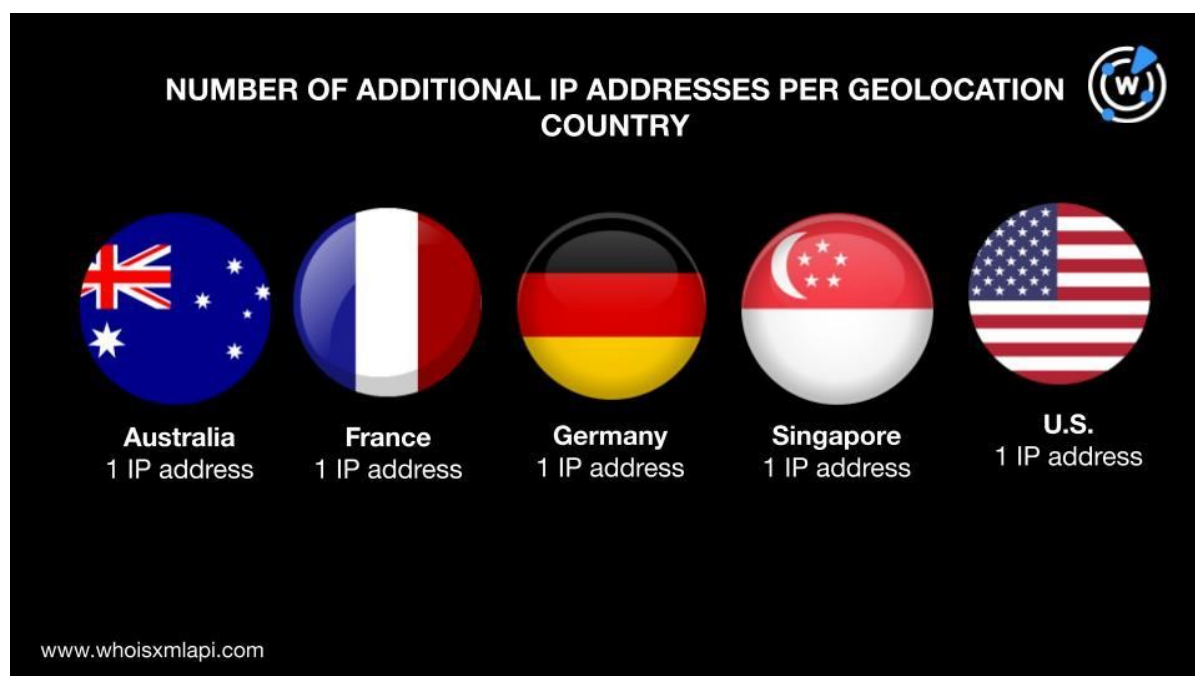 NUMBER OF ADDITIONAL IP ADDRESSES PER GEOLOCATION
COUNTRY
W
Australia
1 IP address
France
1 IP address
Germany
1 IP address
Singapore
1 IP address
U.S.
1 IP address
www.whoisxmlapi.com